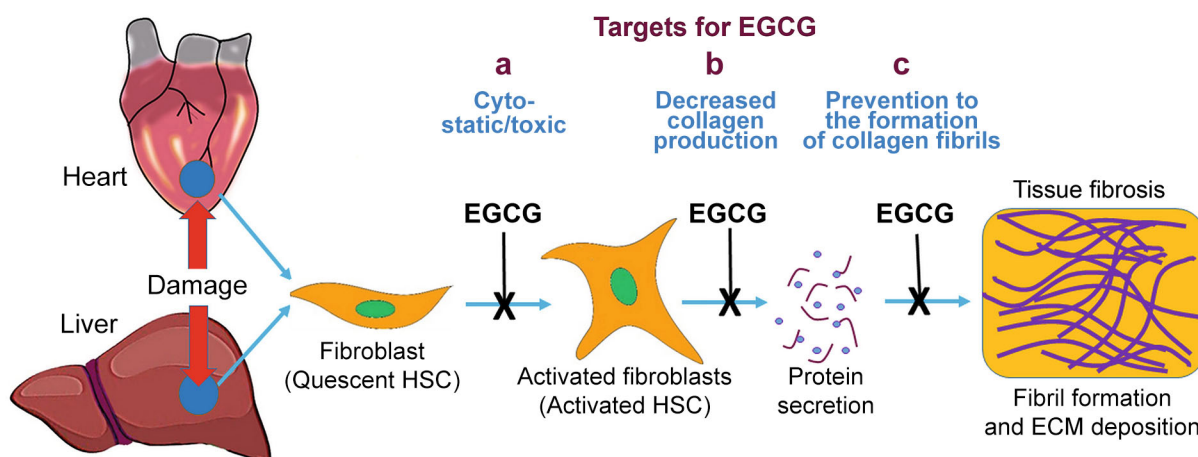 Targets for EGCG
a
b
c
Cyto-
static/toxic
Decreased
collagen
production
Prevention to
the formation
of collagen fibrils
Heart
Damage
Liver
EGCG
EGCG
EGCG
Tissue fibrosis
Fibroblast
(Quescent HSC)
Activated fibroblasts
(Activated HSC)
Protein
secretion
Fibril formation
and ECM deposition
X
X
X